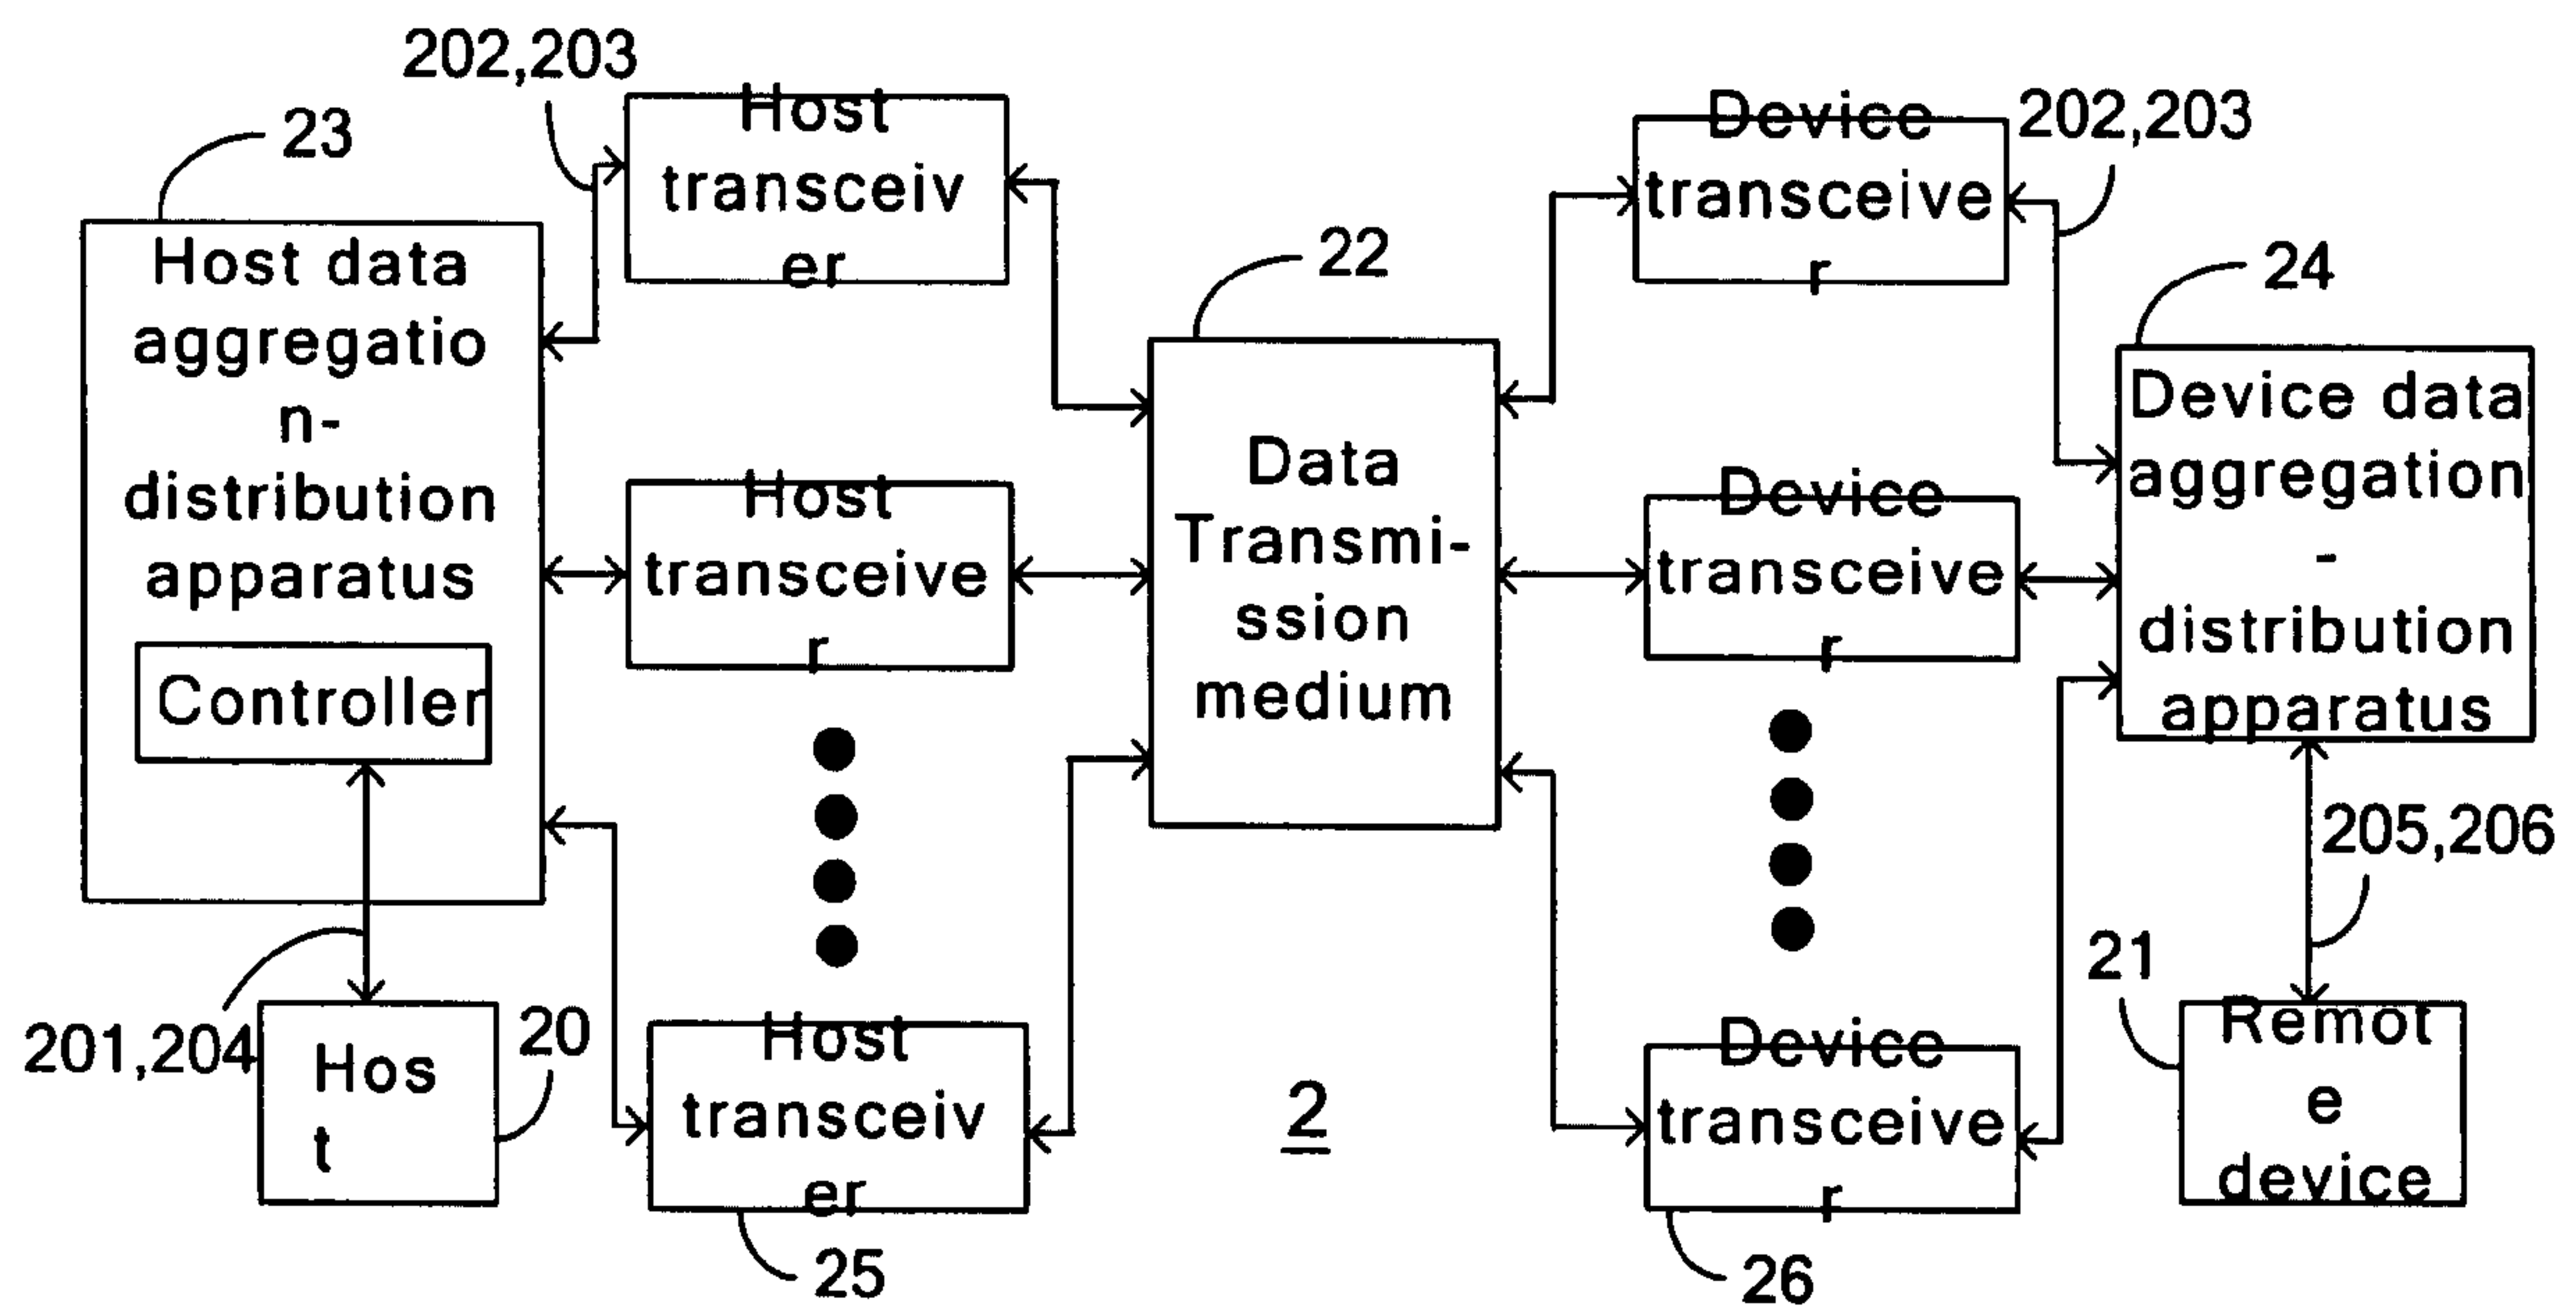 202,203
23
Host
transceiv
er
Host data
aggregatio
n-
distribution
apparatus
Controller
201,204
Hos
t
20
Host
transceive
r
Host
transceiv
er
25
22
Data
Transmi-
ssion
medium
2
Device
transceive
r
202,203
Device
transceive
r
Device
transceive
r
26
24
Device data
aggregation
-
distribution
apparatus
205,206
21
Remot
e
device